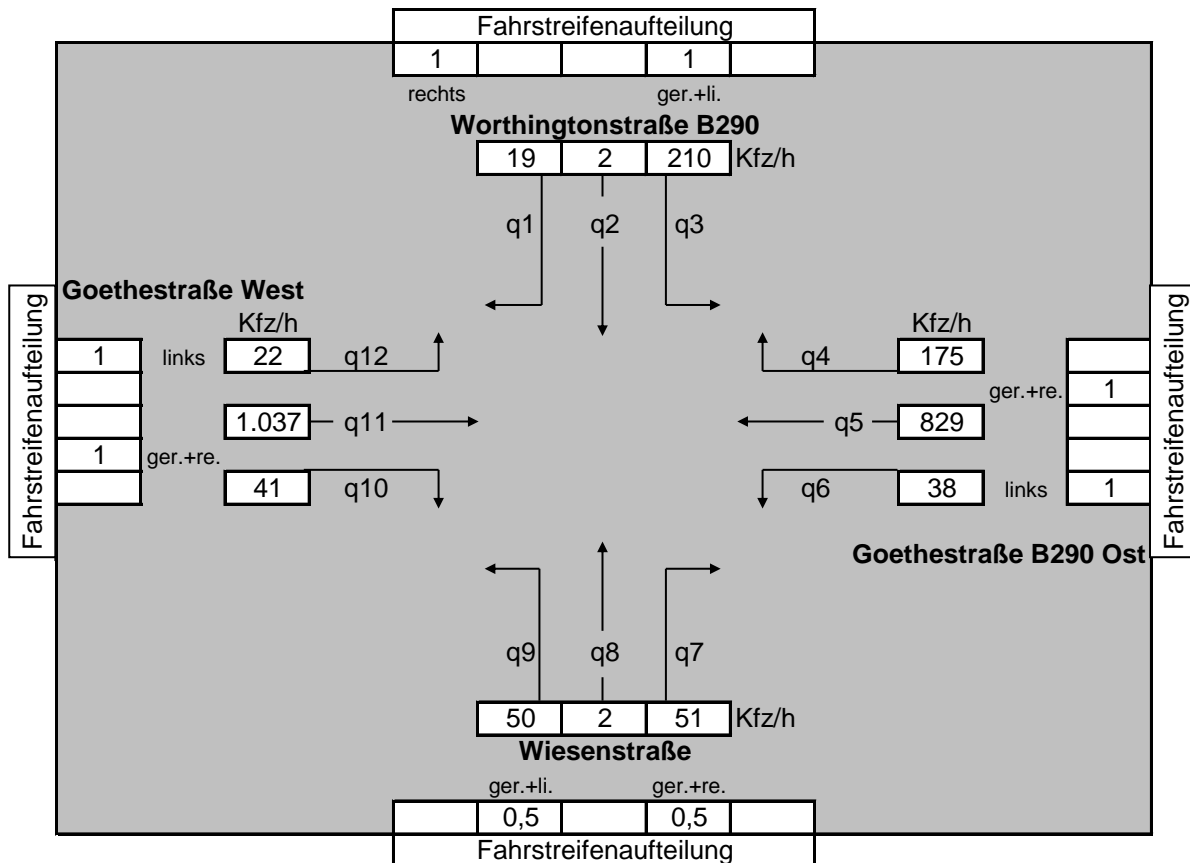 Fahrstreifenaufteilung
1 1
rechts ger.+li.
Worthingtonstraße B290
19 2 210 Kfz/h
q1 q2 q3
Goethestraße West
Fahrstreifenaufteilung
Kfz/h
1 links 22 q12
1.037 q11
1 ger.+re.
41 q10
Kfz/h
q4 175
ger.+re. 1
q5 829
q6 38 links 1
Fahrstreifenaufteilung
Goethestraße B290 Ost
q9 q8 q7
50 2 51 Kfz/h
Wiesenstraße
ger.+li. ger.+re.
0,5 0,5
Fahrstreifenaufteilung